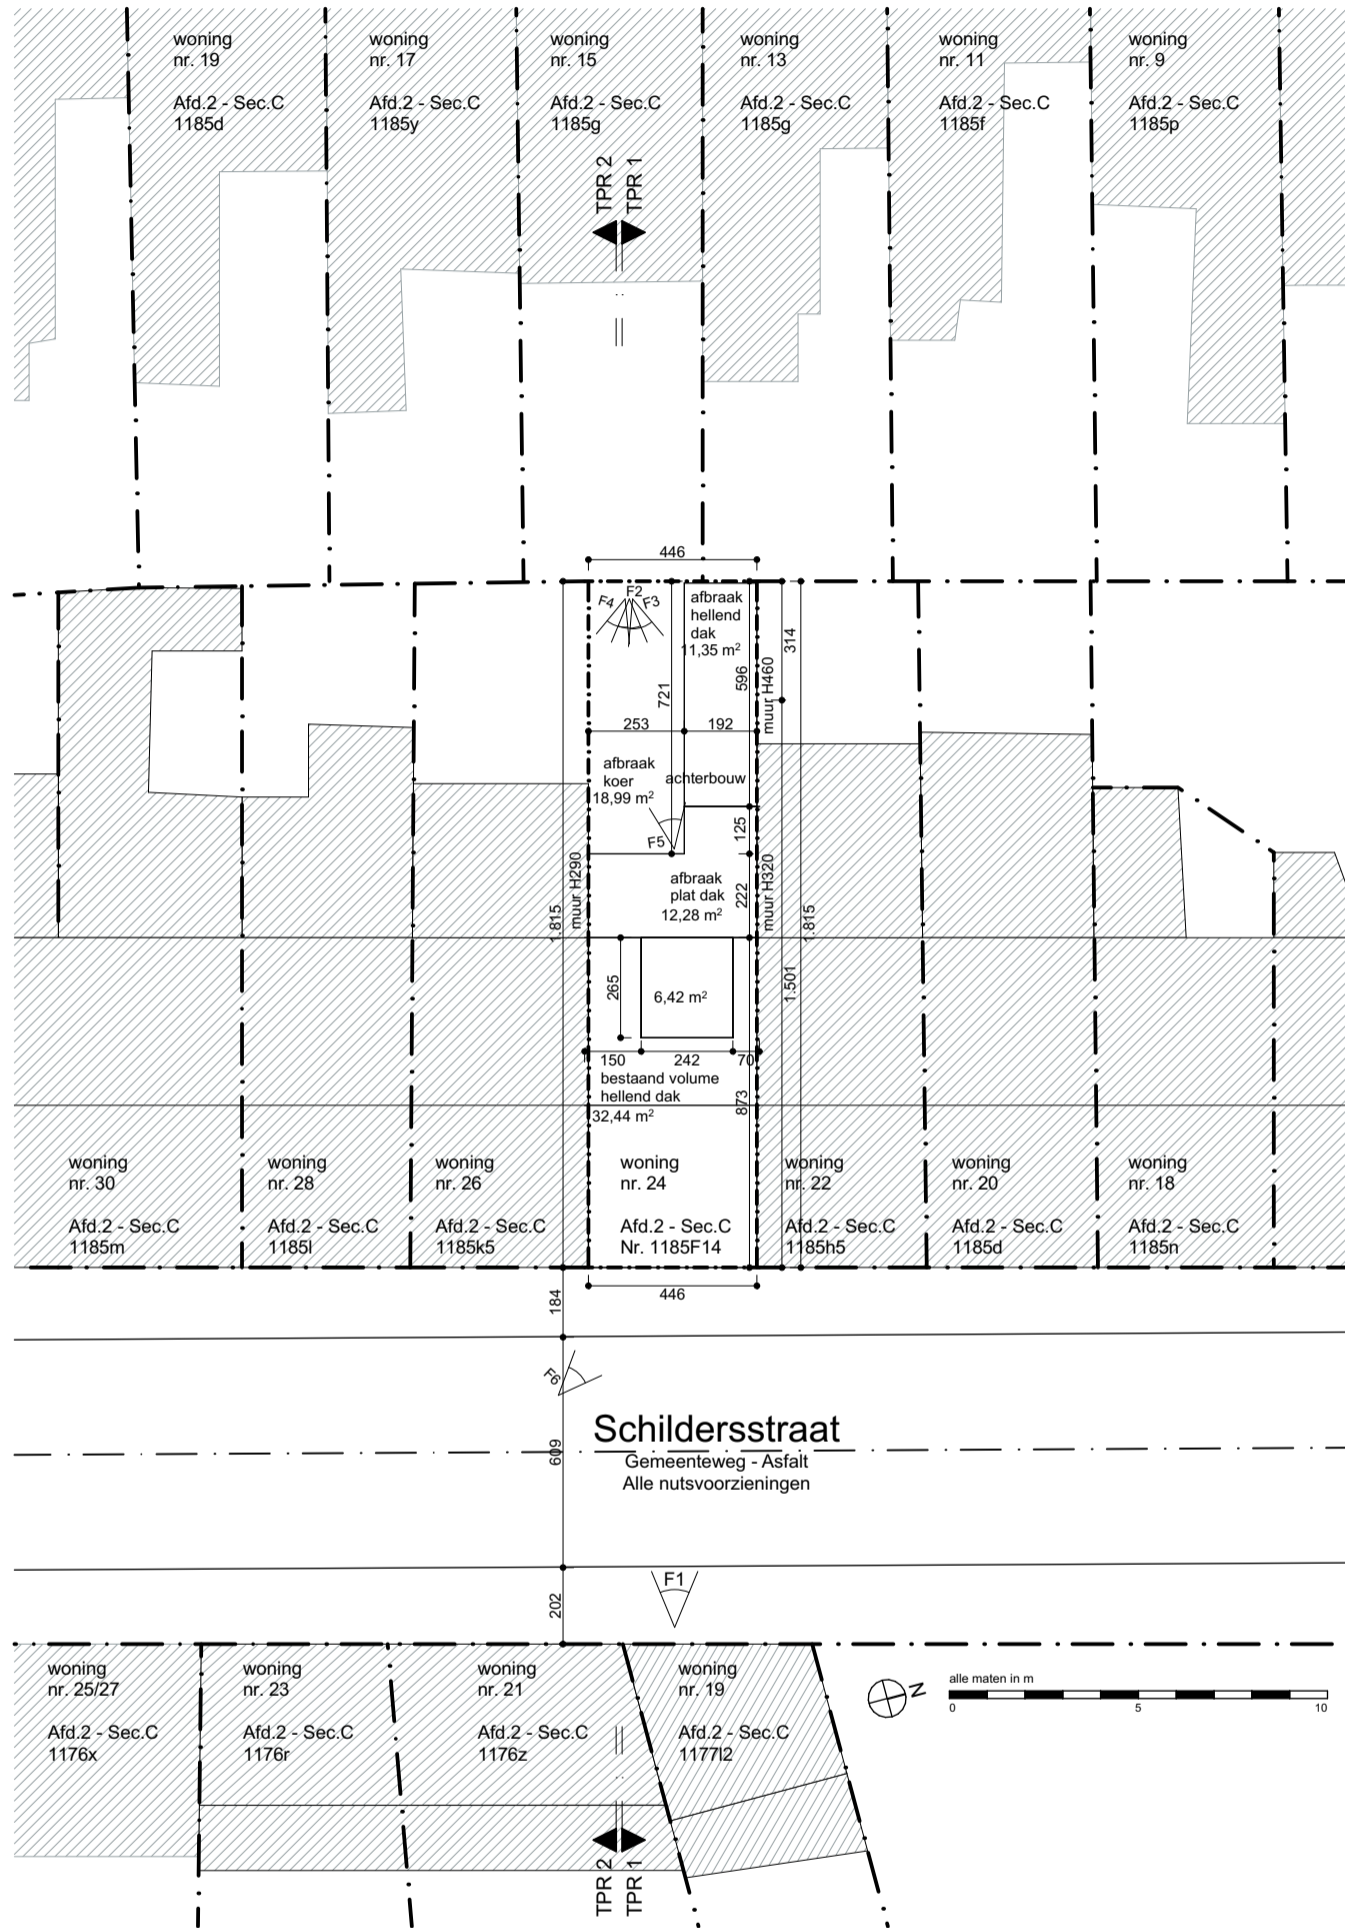 woning
nr. 19
Afd.2 - Sec.C
1185d
woning
nr. 17
Afd.2 - Sec.C
1185y
woning
nr. 15
Afd.2 - Sec.C
1185g
woning
nr. 13
Afd.2 - Sec.C
1185g
woning
nr. 11
Afd.2 - Sec.C
1185f
woning
nr. 9
Afd.2 - Sec.C
1185p
TPR 2
TPR 1
446
F4
F2
F3
afbraak
hellend
dak
11,35 m²
314
721
596
muur H460
253
192
afbraak
koer
18,99 m²
achterbouw
F5
125
muur H290
afbraak
plat dak
12,28 m²
222
muur H320
1.815
1.815
265
6,42 m²
1.501
150
242
70
bestaand volume
hellend dak
32,44 m²
873
woning
nr. 30
Afd.2 - Sec.C
1185m
woning
nr. 28
Afd.2 - Sec.C
1185l
woning
nr. 26
Afd.2 - Sec.C
1185k5
woning
nr. 24
Afd.2 - Sec.C
Nr. 1185F14
woning
nr. 22
Afd.2 - Sec.C
1185h5
woning
nr. 20
Afd.2 - Sec.C
1185d
woning
nr. 18
Afd.2 - Sec.C
1185n
446
184
F6
Schildersstraat
609
Gemeenteweg - Asfalt
Alle nutsvoorzieningen
F1
202
woning
nr. 25/27
Afd.2 - Sec.C
1176x
woning
nr. 23
Afd.2 - Sec.C
1176r
woning
nr. 21
Afd.2 - Sec.C
1176z
woning
nr. 19
Afd.2 - Sec.C
1177l2
N
alle maten in m
0
5
10
TPR 2
TPR 1